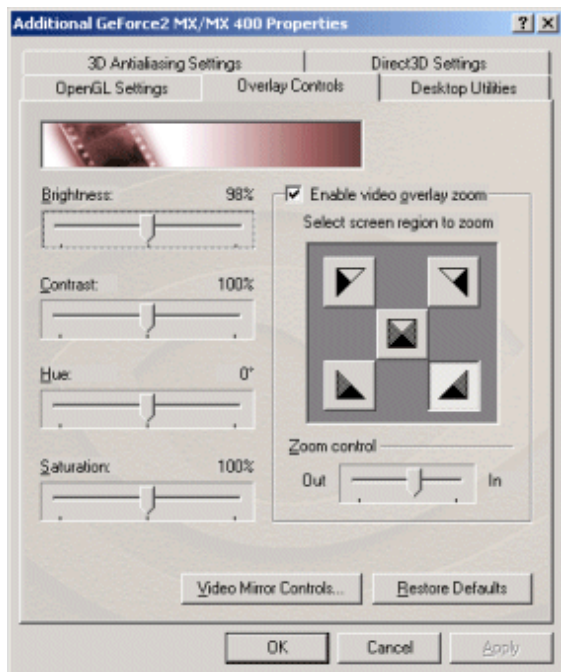 Additional GeForce2 MX/MX 400 Properties
3D Antialiasing Settings Direct3D Settings
OpenGL Settings Overlay Controls Desktop Utilities
Brightness: 98%
Enable video overlay zoom
Select screen region to zoom
Contrast: 100%
Hue: 0°
Zoom control
Saturation: 100%
Out In
Video Mirror Controls... Restore Defaults
OK Cancel Apply